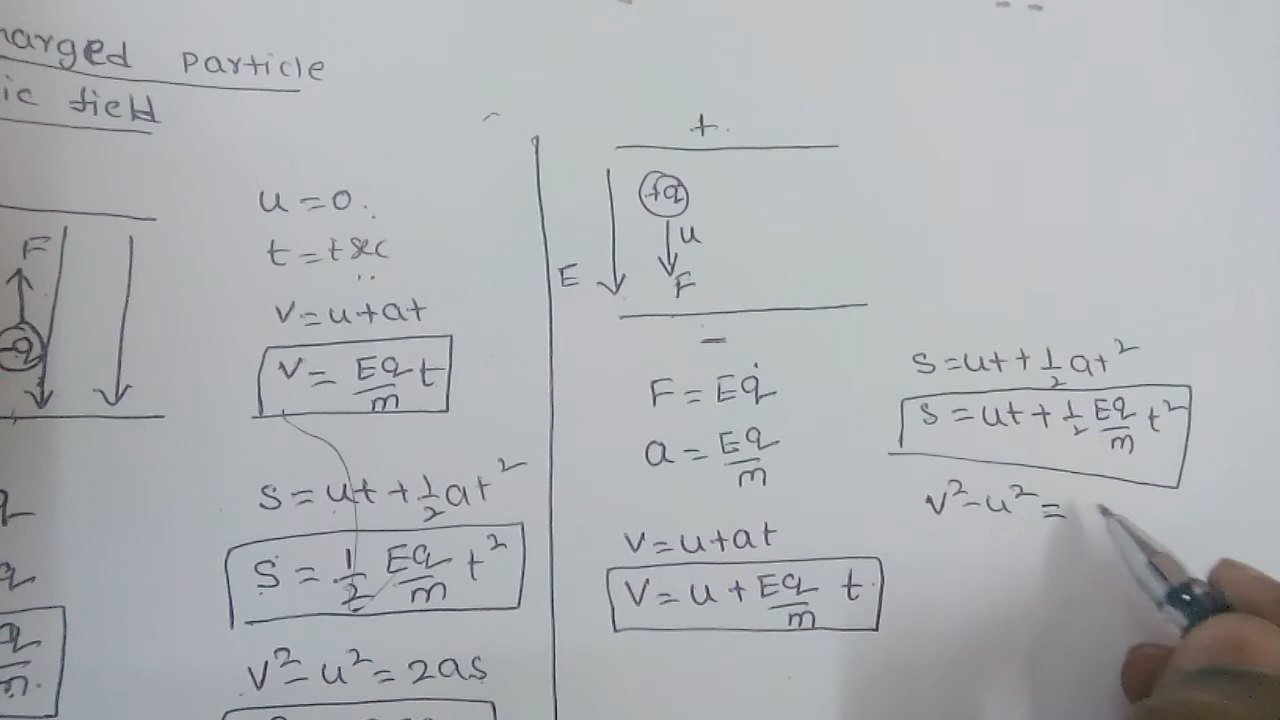 harged particle
ic field
F
-q
q
q
q/m.
u = 0.
t = t sec
v = u + at
v = Eq/m t
s = ut + 1/2 at²
s = 1/2 Eq/m t²
v² - u² = 2as
+
+q
u
E
F
−
F = Eq
a = Eq/m
v = u + at
v = u + Eq/m t
s = ut + 1/2 at²
s = ut + 1/2 Eq/m t²
v² - u² =